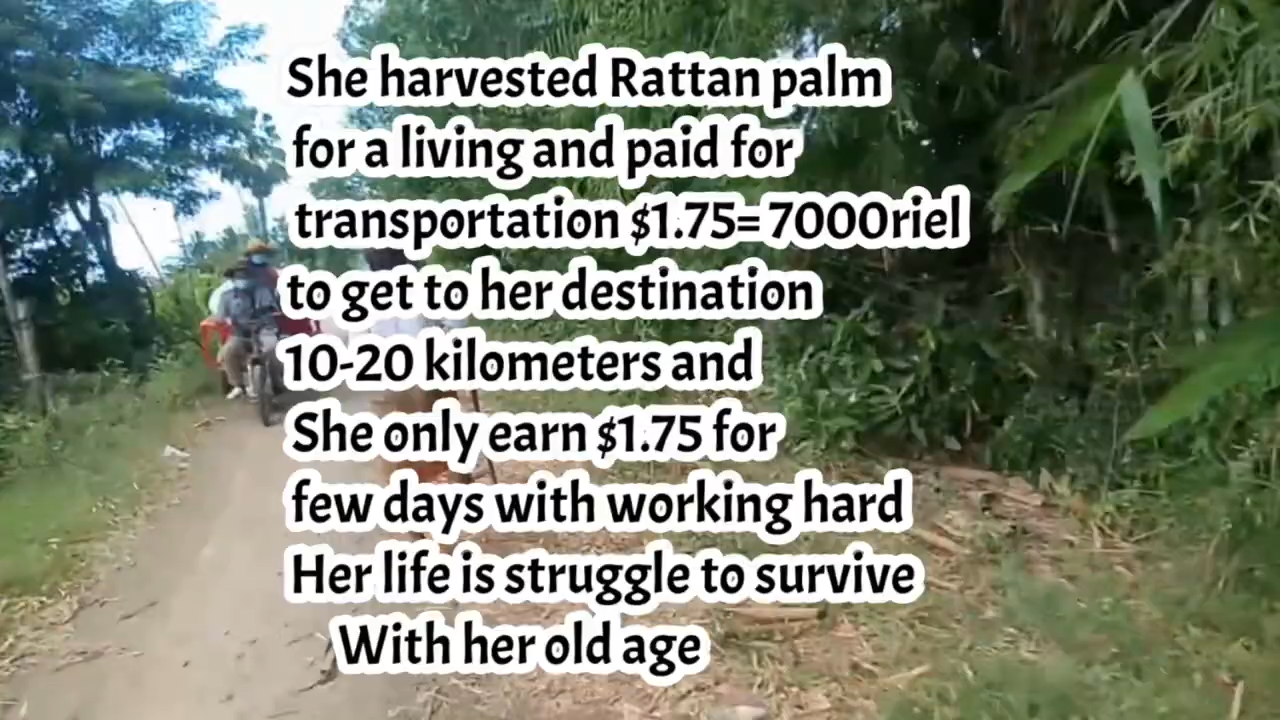 She harvested Rattan palm
for a living and paid for
transportation $1.75=7000riel
to get to her destination
10-20 kilometers and
She only earn $1.75 for
few days with working hard
Her life is struggle to survive
With her old age